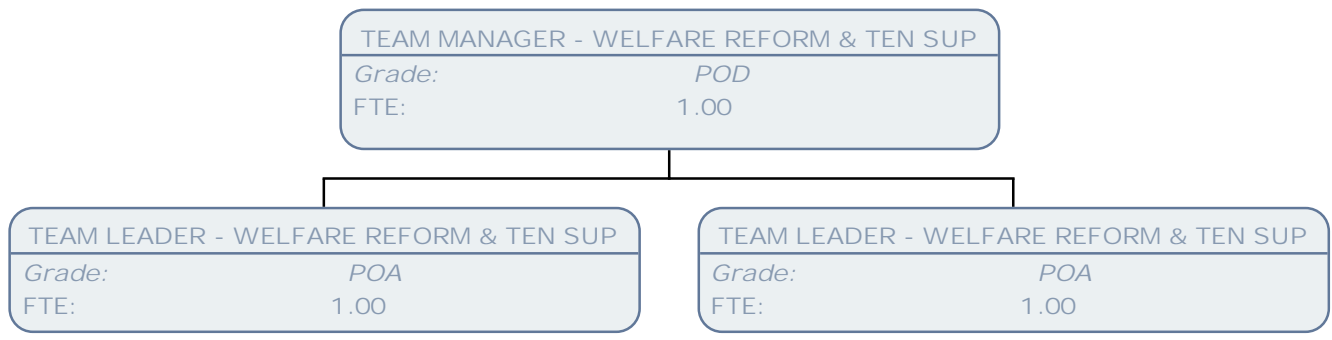 TEAM MANAGER - WELFARE REFORM & TEN SUP
Grade: POD
FTE: 1.00
TEAM LEADER - WELFARE REFORM & TEN SUP
Grade: POA
FTE: 1.00
TEAM LEADER - WELFARE REFORM & TEN SUP
Grade: POA
FTE: 1.00